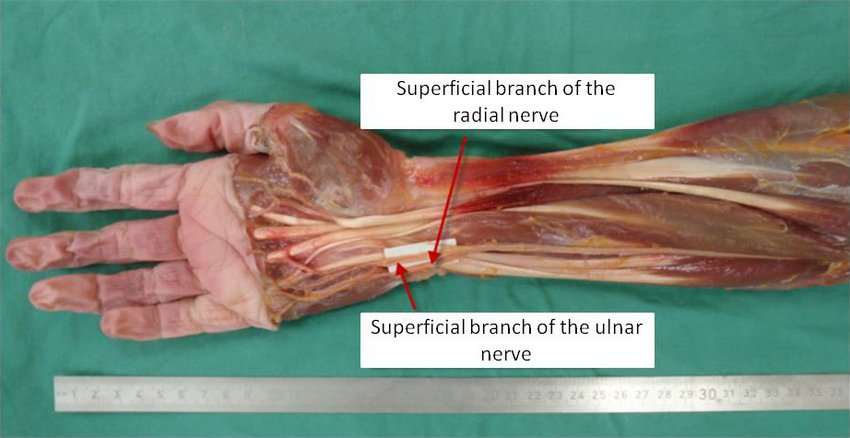 Superficial branch of the
radial nerve
Superficial branch of the ulnar
nerve
1 2 3 4 5 6 7 8 9 20 21 22 23 24 25 26 27 28 29 30 31 32 33 34 35